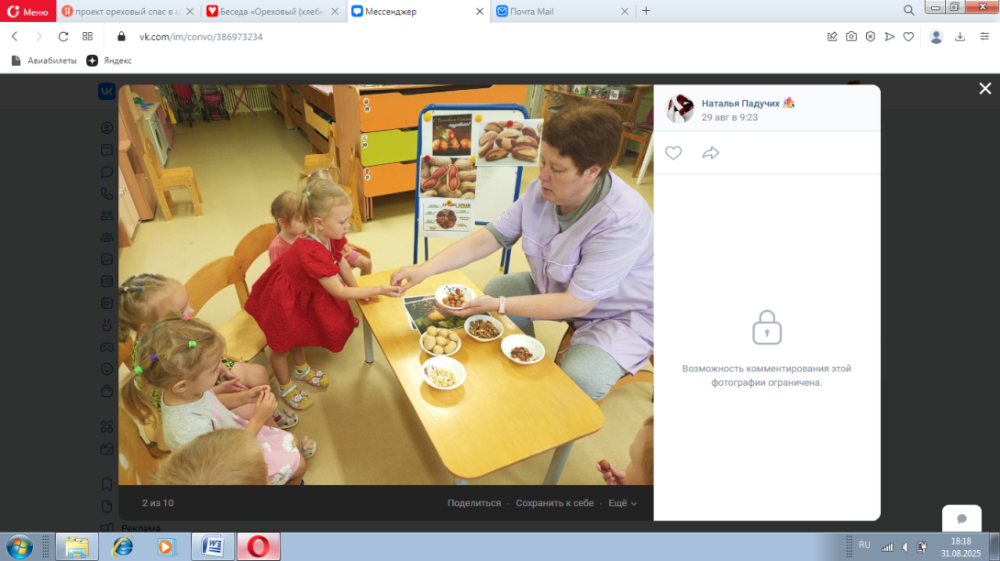 Меню
проект ореховый спас в м
Беседа «Ореховый (хлебн
Мессенджер
Почта Mail
vk.com/im/convo/386973234
Авиабилеты
Яндекс
Наталья Падучих
29 авг в 9:23
Возможность комментирования этой
фотографии ограничена.
2 из 10
Поделиться · Сохранить к себе · Ещё
Реклама
RU
18:18
31.08.2025